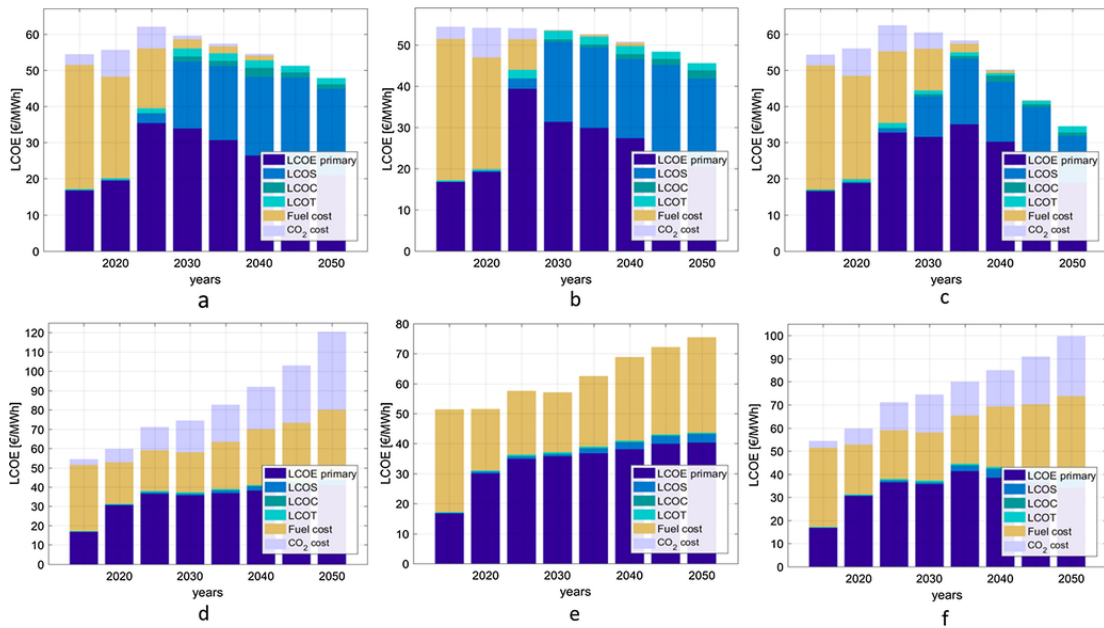 LCOE [€/MWh]
60
50
40
30
20
10
0
LCOE primary
LCOS
LCOC
LCOT
Fuel cost
CO₂ cost
2020 2030 2040 2050
years
a
LCOE [€/MWh]
50
40
30
20
10
0
LCOE primary
LCOS
LCOC
LCOT
Fuel cost
CO₂ cost
2020 2030 2040 2050
years
b
LCOE [€/MWh]
60
50
40
30
20
10
0
LCOE primary
LCOS
LCOC
LCOT
Fuel cost
CO₂ cost
2020 2030 2040 2050
years
c
LCOE [€/MWh]
120
110
100
90
80
70
60
50
40
30
20
10
0
LCOE primary
LCOS
LCOC
LCOT
Fuel cost
CO₂ cost
2020 2030 2040 2050
years
d
LCOE [€/MWh]
80
70
60
50
40
30
20
10
0
LCOE primary
LCOS
LCOC
LCOT
Fuel cost
CO₂ cost
2020 2030 2040 2050
years
e
LCOE [€/MWh]
100
90
80
70
60
50
40
30
20
10
0
LCOE primary
LCOS
LCOC
LCOT
Fuel cost
CO₂ cost
2020 2030 2040 2050
years
f